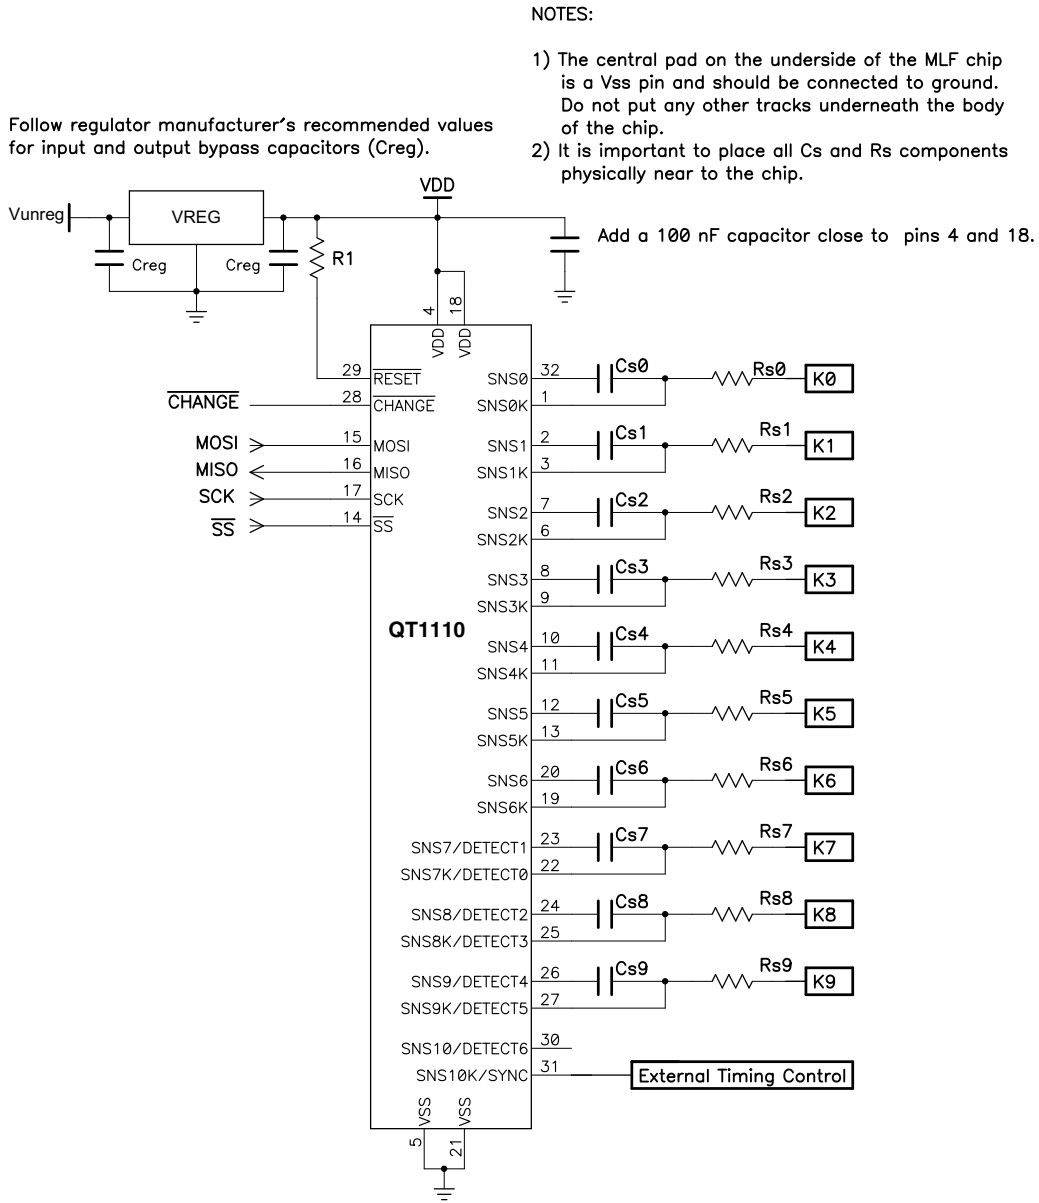 NOTES:
1) The central pad on the underside of the MLF chip
is a Vss pin and should be connected to ground.
Do not put any other tracks underneath the body
of the chip.
2) It is important to place all Cs and Rs components
physically near to the chip.
Follow regulator manufacturer's recommended values
for input and output bypass capacitors (Creg).
VDD
Vunreg
VREG
Creg
Creg
R1
Add a 100 nF capacitor close to pins 4 and 18.
4
18
VDD
VDD
29
RESET
CHANGE
28
CHANGE
MOSI
15
MOSI
MISO
16
MISO
SCK
17
SCK
SS
14
SS
QT1110
SNS0
32
Cs0
Rs0
K0
SNS0K
1
SNS1
2
Cs1
Rs1
K1
SNS1K
3
SNS2
7
Cs2
Rs2
K2
SNS2K
6
SNS3
8
Cs3
Rs3
K3
SNS3K
9
SNS4
10
Cs4
Rs4
K4
SNS4K
11
SNS5
12
Cs5
Rs5
K5
SNS5K
13
SNS6
20
Cs6
Rs6
K6
SNS6K
19
SNS7/DETECT1
23
Cs7
Rs7
K7
SNS7K/DETECT0
22
SNS8/DETECT2
24
Cs8
Rs8
K8
SNS8K/DETECT3
25
SNS9/DETECT4
26
Cs9
Rs9
K9
SNS9K/DETECT5
27
SNS10/DETECT6
30
SNS10K/SYNC
31
External Timing Control
VSS
VSS
5
21